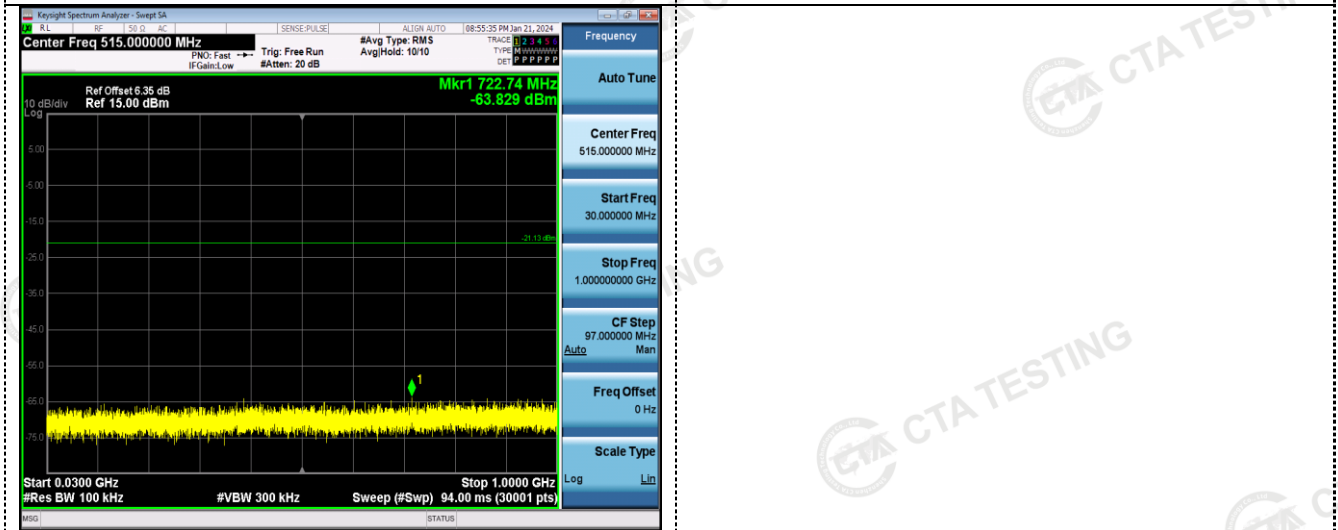 Keysight Spectrum Analyzer - Swept SA
RL RF 50 Ω AC SENSE:PULSE ALIGN AUTO 08:55:35 PM Jan 21, 2024
Center Freq 515.000000 MHz
PNO: Fast
IFGain:Low
Trig: Free Run
#Atten: 20 dB
#Avg Type: RMS
Avg|Hold: 10/10
TRACE 1 2 3 4 5 6
TYPE M WWWWW
DET P P P P P P
Mkr1 722.74 MHz
-63.829 dBm
Ref Offset 6.35 dB
10 dB/div Ref 15.00 dBm
Log
5.00
-5.00
-15.0
-21.13 dBm
-25.0
-35.0
-45.0
-55.0
1
-65.0
-75.0
Start 0.0300 GHz Stop 1.0000 GHz
#Res BW 100 kHz #VBW 300 kHz Sweep (#Swp) 94.00 ms (30001 pts)
MSG STATUS
Frequency
Auto Tune
Center Freq
515.000000 MHz
Start Freq
30.000000 MHz
Stop Freq
1.000000000 GHz
CF Step
97.000000 MHz
Auto Man
Freq Offset
0 Hz
Scale Type
Log Lin
CTA TESTING
CTA TESTING